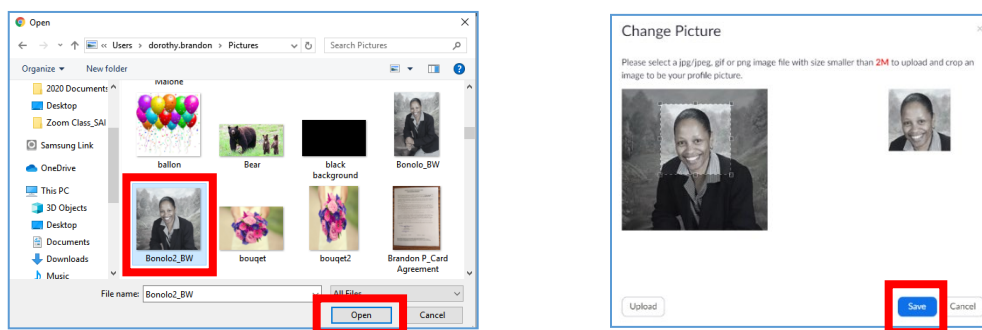 Open
Users › dorothy.brandon › Pictures
Search Pictures
Organize
New folder
2020 Documents
Desktop
Zoom Class_SAI
Samsung Link
OneDrive
This PC
3D Objects
Desktop
Documents
Downloads
Music
Malone
ballon
Bear
black
background
Bonolo_BW
Bonolo2_BW
bouqet
bouqet2
Brandon P_Card
Agreement
File name:
Bonolo2_BW
All Files
Open
Cancel
Change Picture
Please select a jpg/jpeg, gif or png image file with size smaller than 2M to upload and crop an
image to be your profile picture.
Upload
Save
Cancel